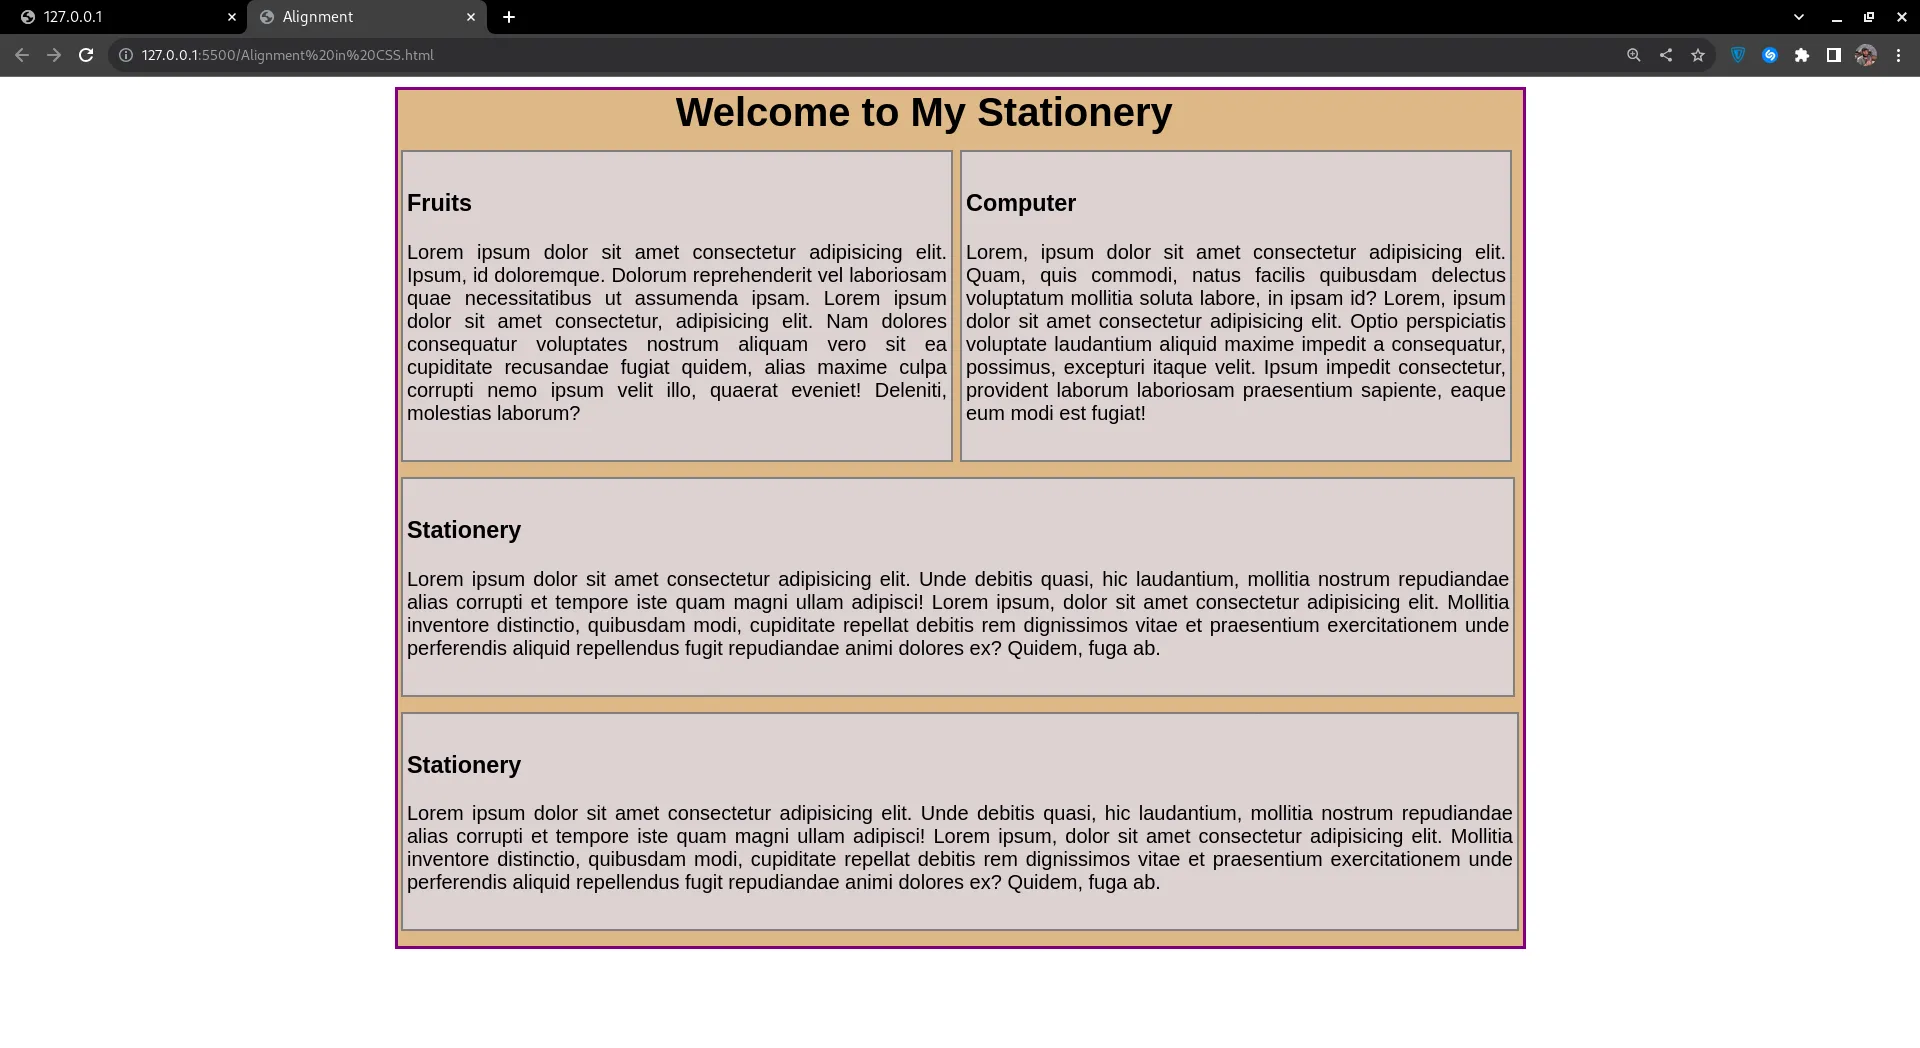 127.0.0.1
Alignment
127.0.0.1:5500/Alignment%20in%20CSS.html
Welcome to My Stationery
Fruits
Lorem ipsum dolor sit amet consectetur adipisicing elit.
Ipsum, id doloremque. Dolorum reprehenderit vel laboriosam
quae necessitatibus ut assumenda ipsam. Lorem ipsum
dolor sit amet consectetur, adipisicing elit. Nam dolores
consequatur voluptates nostrum aliquam vero sit ea
cupiditate recusandae fugiat quidem, alias maxime culpa
corrupti nemo ipsum velit illo, quaerat eveniet! Deleniti,
molestias laborum?
Computer
Lorem, ipsum dolor sit amet consectetur adipisicing elit.
Quam, quis commodi, natus facilis quibusdam delectus
voluptatum mollitia soluta labore, in ipsam id? Lorem, ipsum
dolor sit amet consectetur adipisicing elit. Optio perspiciatis
voluptate laudantium aliquid maxime impedit a consequatur,
possimus, excepturi itaque velit. Ipsum impedit consectetur,
provident laborum laboriosam praesentium sapiente, eaque
eum modi est fugiat!
Stationery
Lorem ipsum dolor sit amet consectetur adipisicing elit. Unde debitis quasi, hic laudantium, mollitia nostrum repudiandae
alias corrupti et tempore iste quam magni ullam adipisci! Lorem ipsum, dolor sit amet consectetur adipisicing elit. Mollitia
inventore distinctio, quibusdam modi, cupiditate repellat debitis rem dignissimos vitae et praesentium exercitationem unde
perferendis aliquid repellendus fugit repudiandae animi dolores ex? Quidem, fuga ab.
Stationery
Lorem ipsum dolor sit amet consectetur adipisicing elit. Unde debitis quasi, hic laudantium, mollitia nostrum repudiandae
alias corrupti et tempore iste quam magni ullam adipisci! Lorem ipsum, dolor sit amet consectetur adipisicing elit. Mollitia
inventore distinctio, quibusdam modi, cupiditate repellat debitis rem dignissimos vitae et praesentium exercitationem unde
perferendis aliquid repellendus fugit repudiandae animi dolores ex? Quidem, fuga ab.